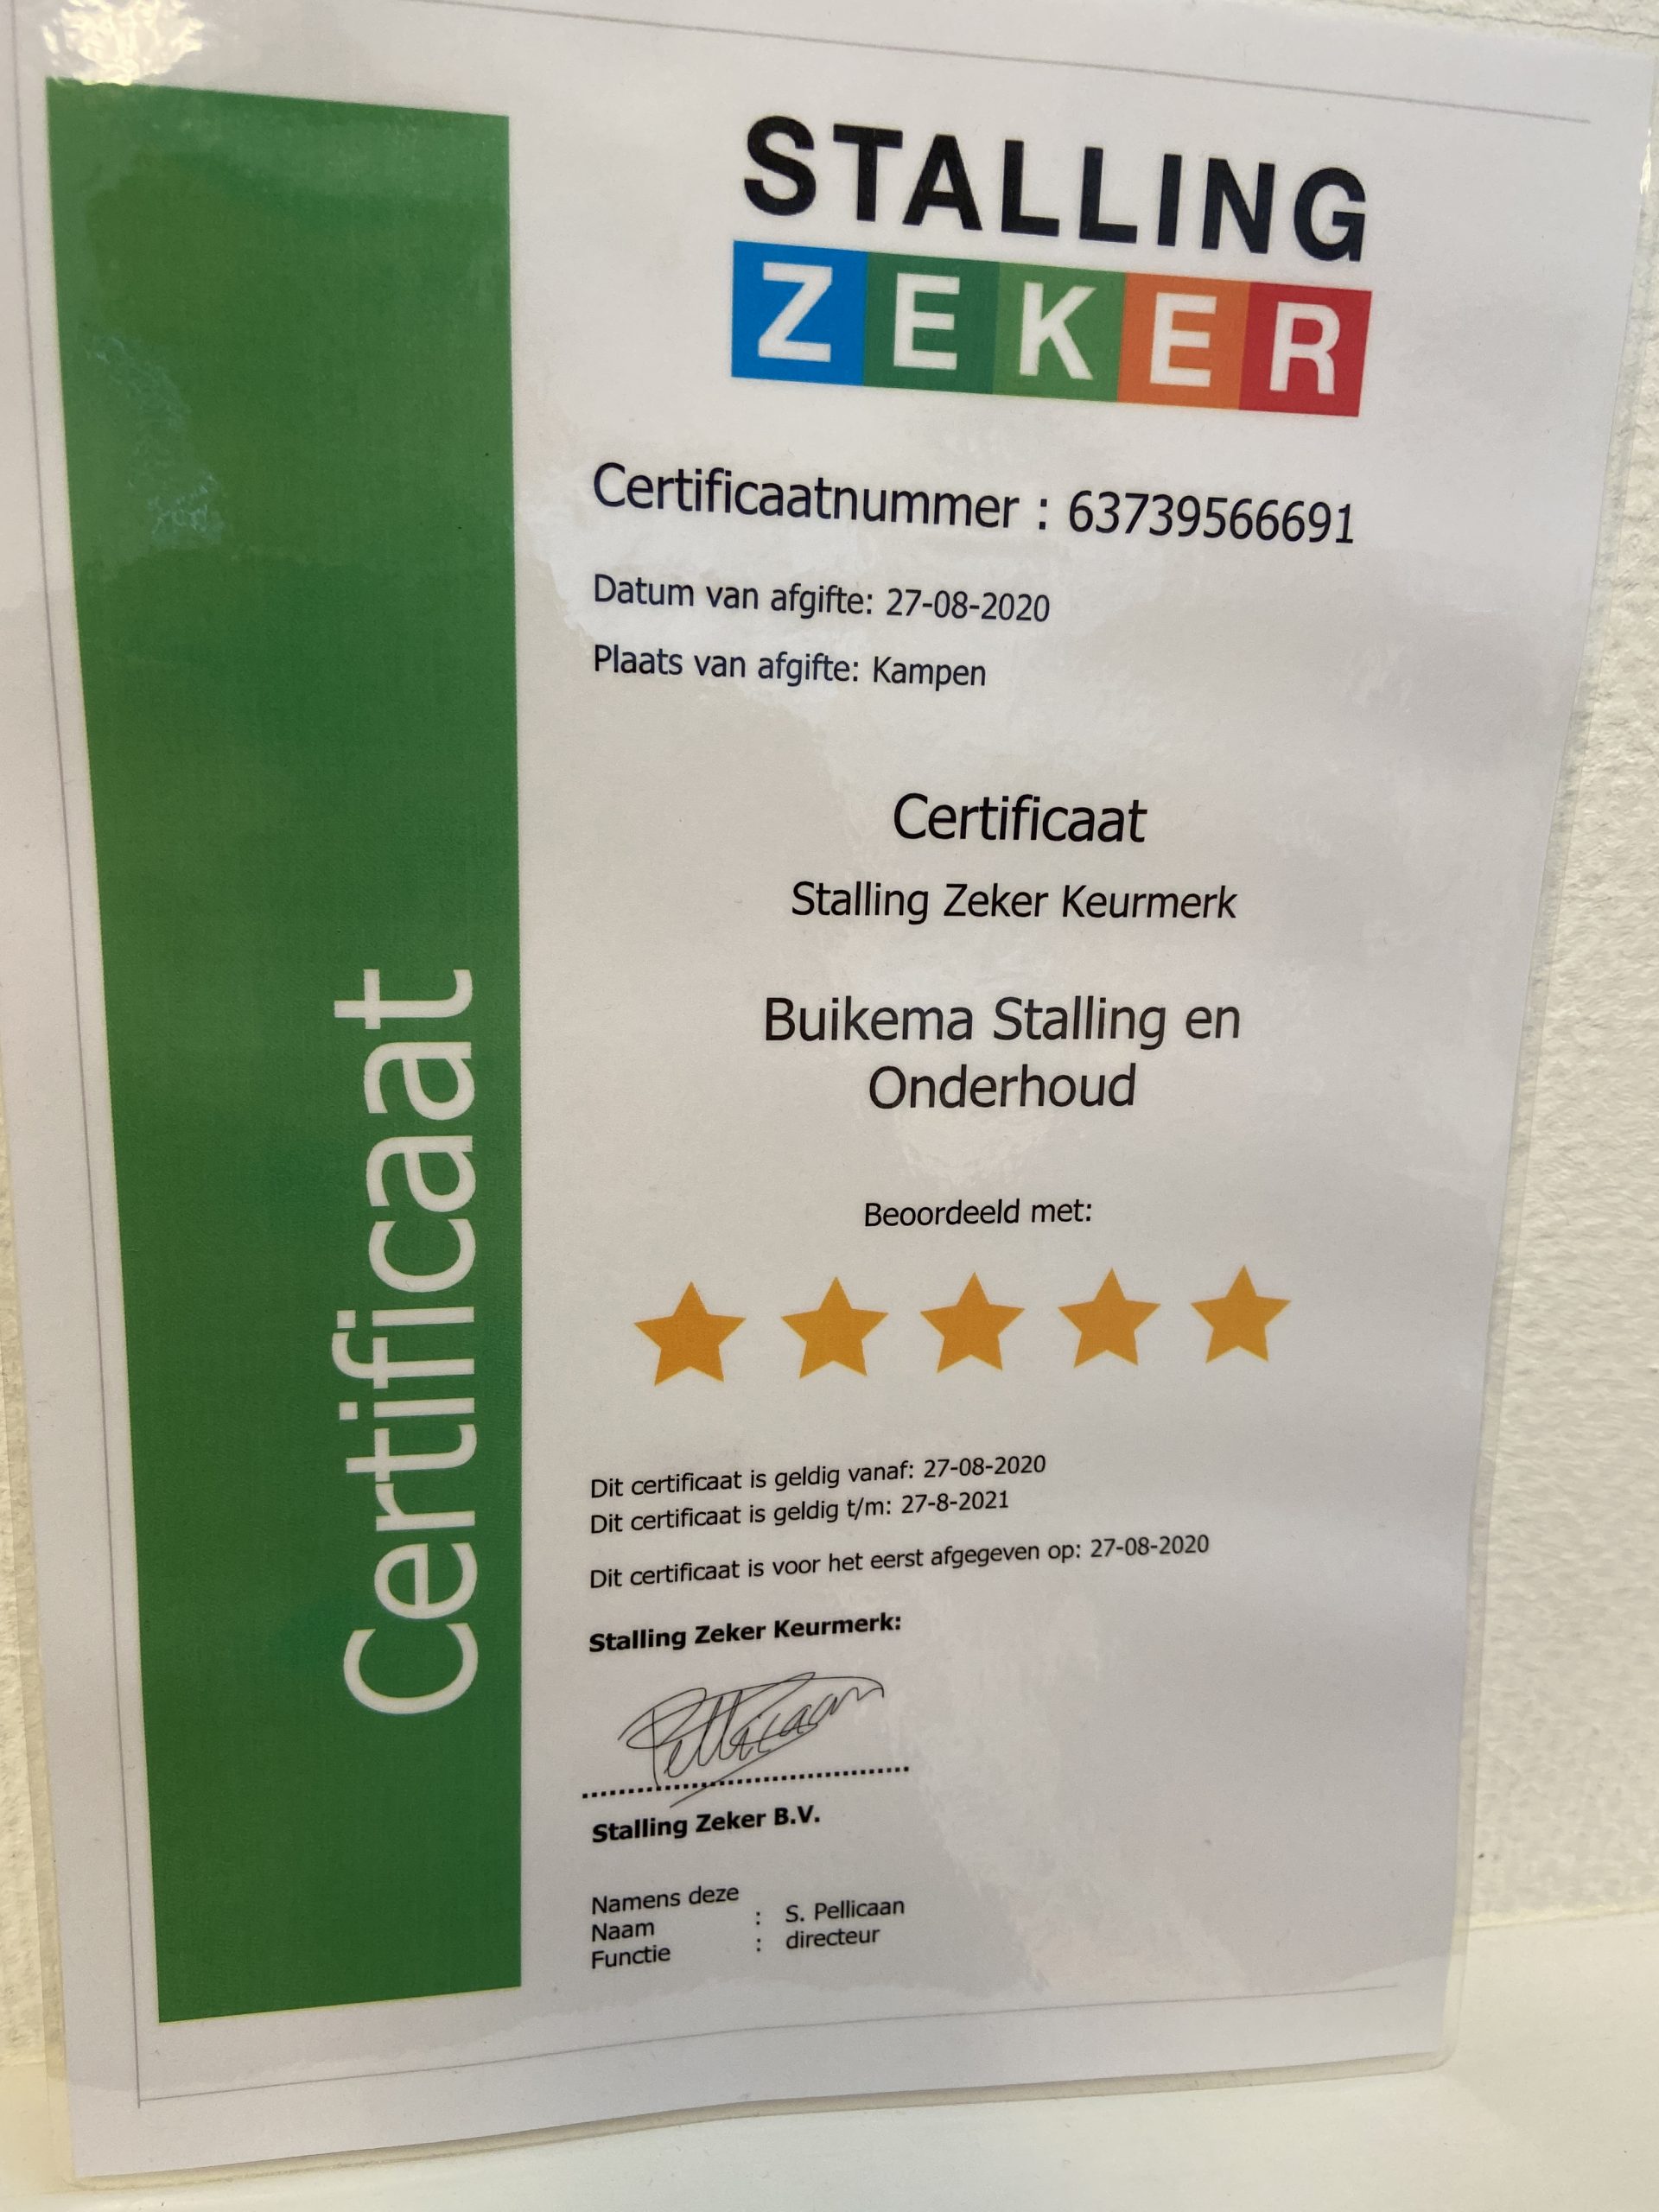 STALLING
ZEKER
Certificaatnummer : 63739566691
Datum van afgifte: 27-08-2020
Plaats van afgifte: Kampen
Certificaat
Stalling Zeker Keurmerk
Buikema Stalling en
Onderhoud
Beoordeeld met:
Dit certificaat is geldig vanaf: 27-08-2020
Dit certificaat is geldig t/m: 27-8-2021
Dit certificaat is voor het eerst afgegeven op: 27-08-2020
Stalling Zeker Keurmerk:
Pellicaan
Stalling Zeker B.V.
Namens deze
Naam : S. Pellicaan
Functie : directeur
Certificaat